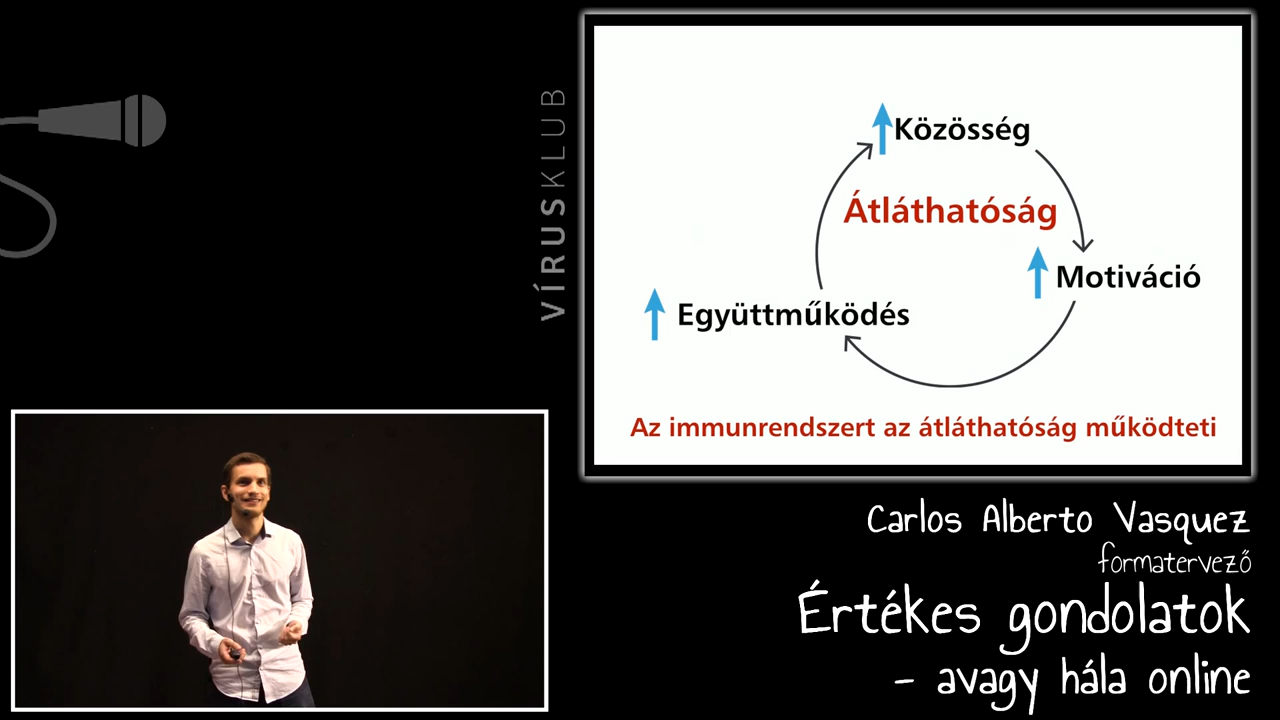 VÍRUSKLUB
Közösség
Átláthatóság
Motiváció
Együttműködés
Az immunrendszert az átláthatóság működteti
Carlos Alberto Vasquez
formatervező
Értékes gondolatok
- avagy hála online